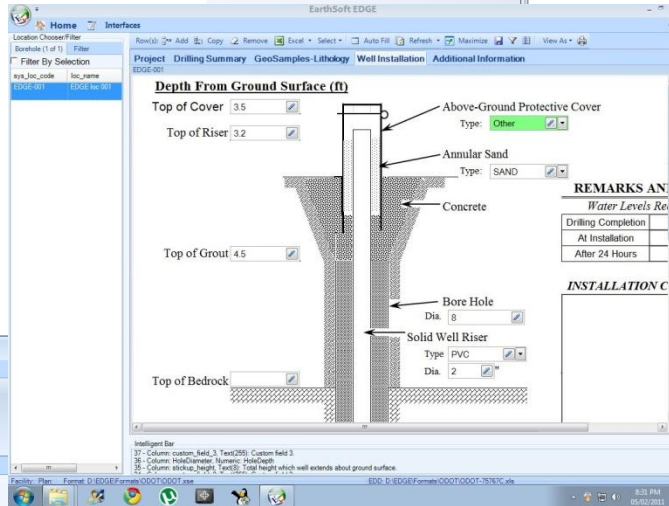 EarthSoft EDGE
Home Interfaces
Location Chooser/Filter
Borehole (1 of 1) Filter
Filter By Selection
sys_loc_code loc_name
EDGE-001 EDGE loc 001
Row(s): Add Copy Remove Excel Select Auto Fill Refresh Maximize View As
Project Drilling Summary GeoSamples-Lithology Well Installation Additional Information
EDGE-001
Depth From Ground Surface (ft)
Top of Cover 3.5
Above-Ground Protective Cover
Type: Other
Top of Riser 3.2
Annular Sand
Type: SAND
REMARKS AN
Water Levels Re
Concrete
Drilling Completion
At Installation
After 24 Hours
Top of Grout 4.5
INSTALLATION C
Bore Hole
Dia. 8
Solid Well Riser
Type PVC
Dia. 2 "
Top of Bedrock
Intelligent Bar
37 - Column: custom_field_3, Text(255): Custom field 3.
36 - Column: HoleDiameter: Numeric: HoleDepth
35 - Column: stickup_height, Text(8): Total height which well extends about ground surface.
Facility: Plan: Format: D:\EDGE\Formats\ODOT\ODOT.xse EDD: D:\EDGE\Formats\ODOT\ODOT-75767C.xls
8:31 PM
05/02/2011